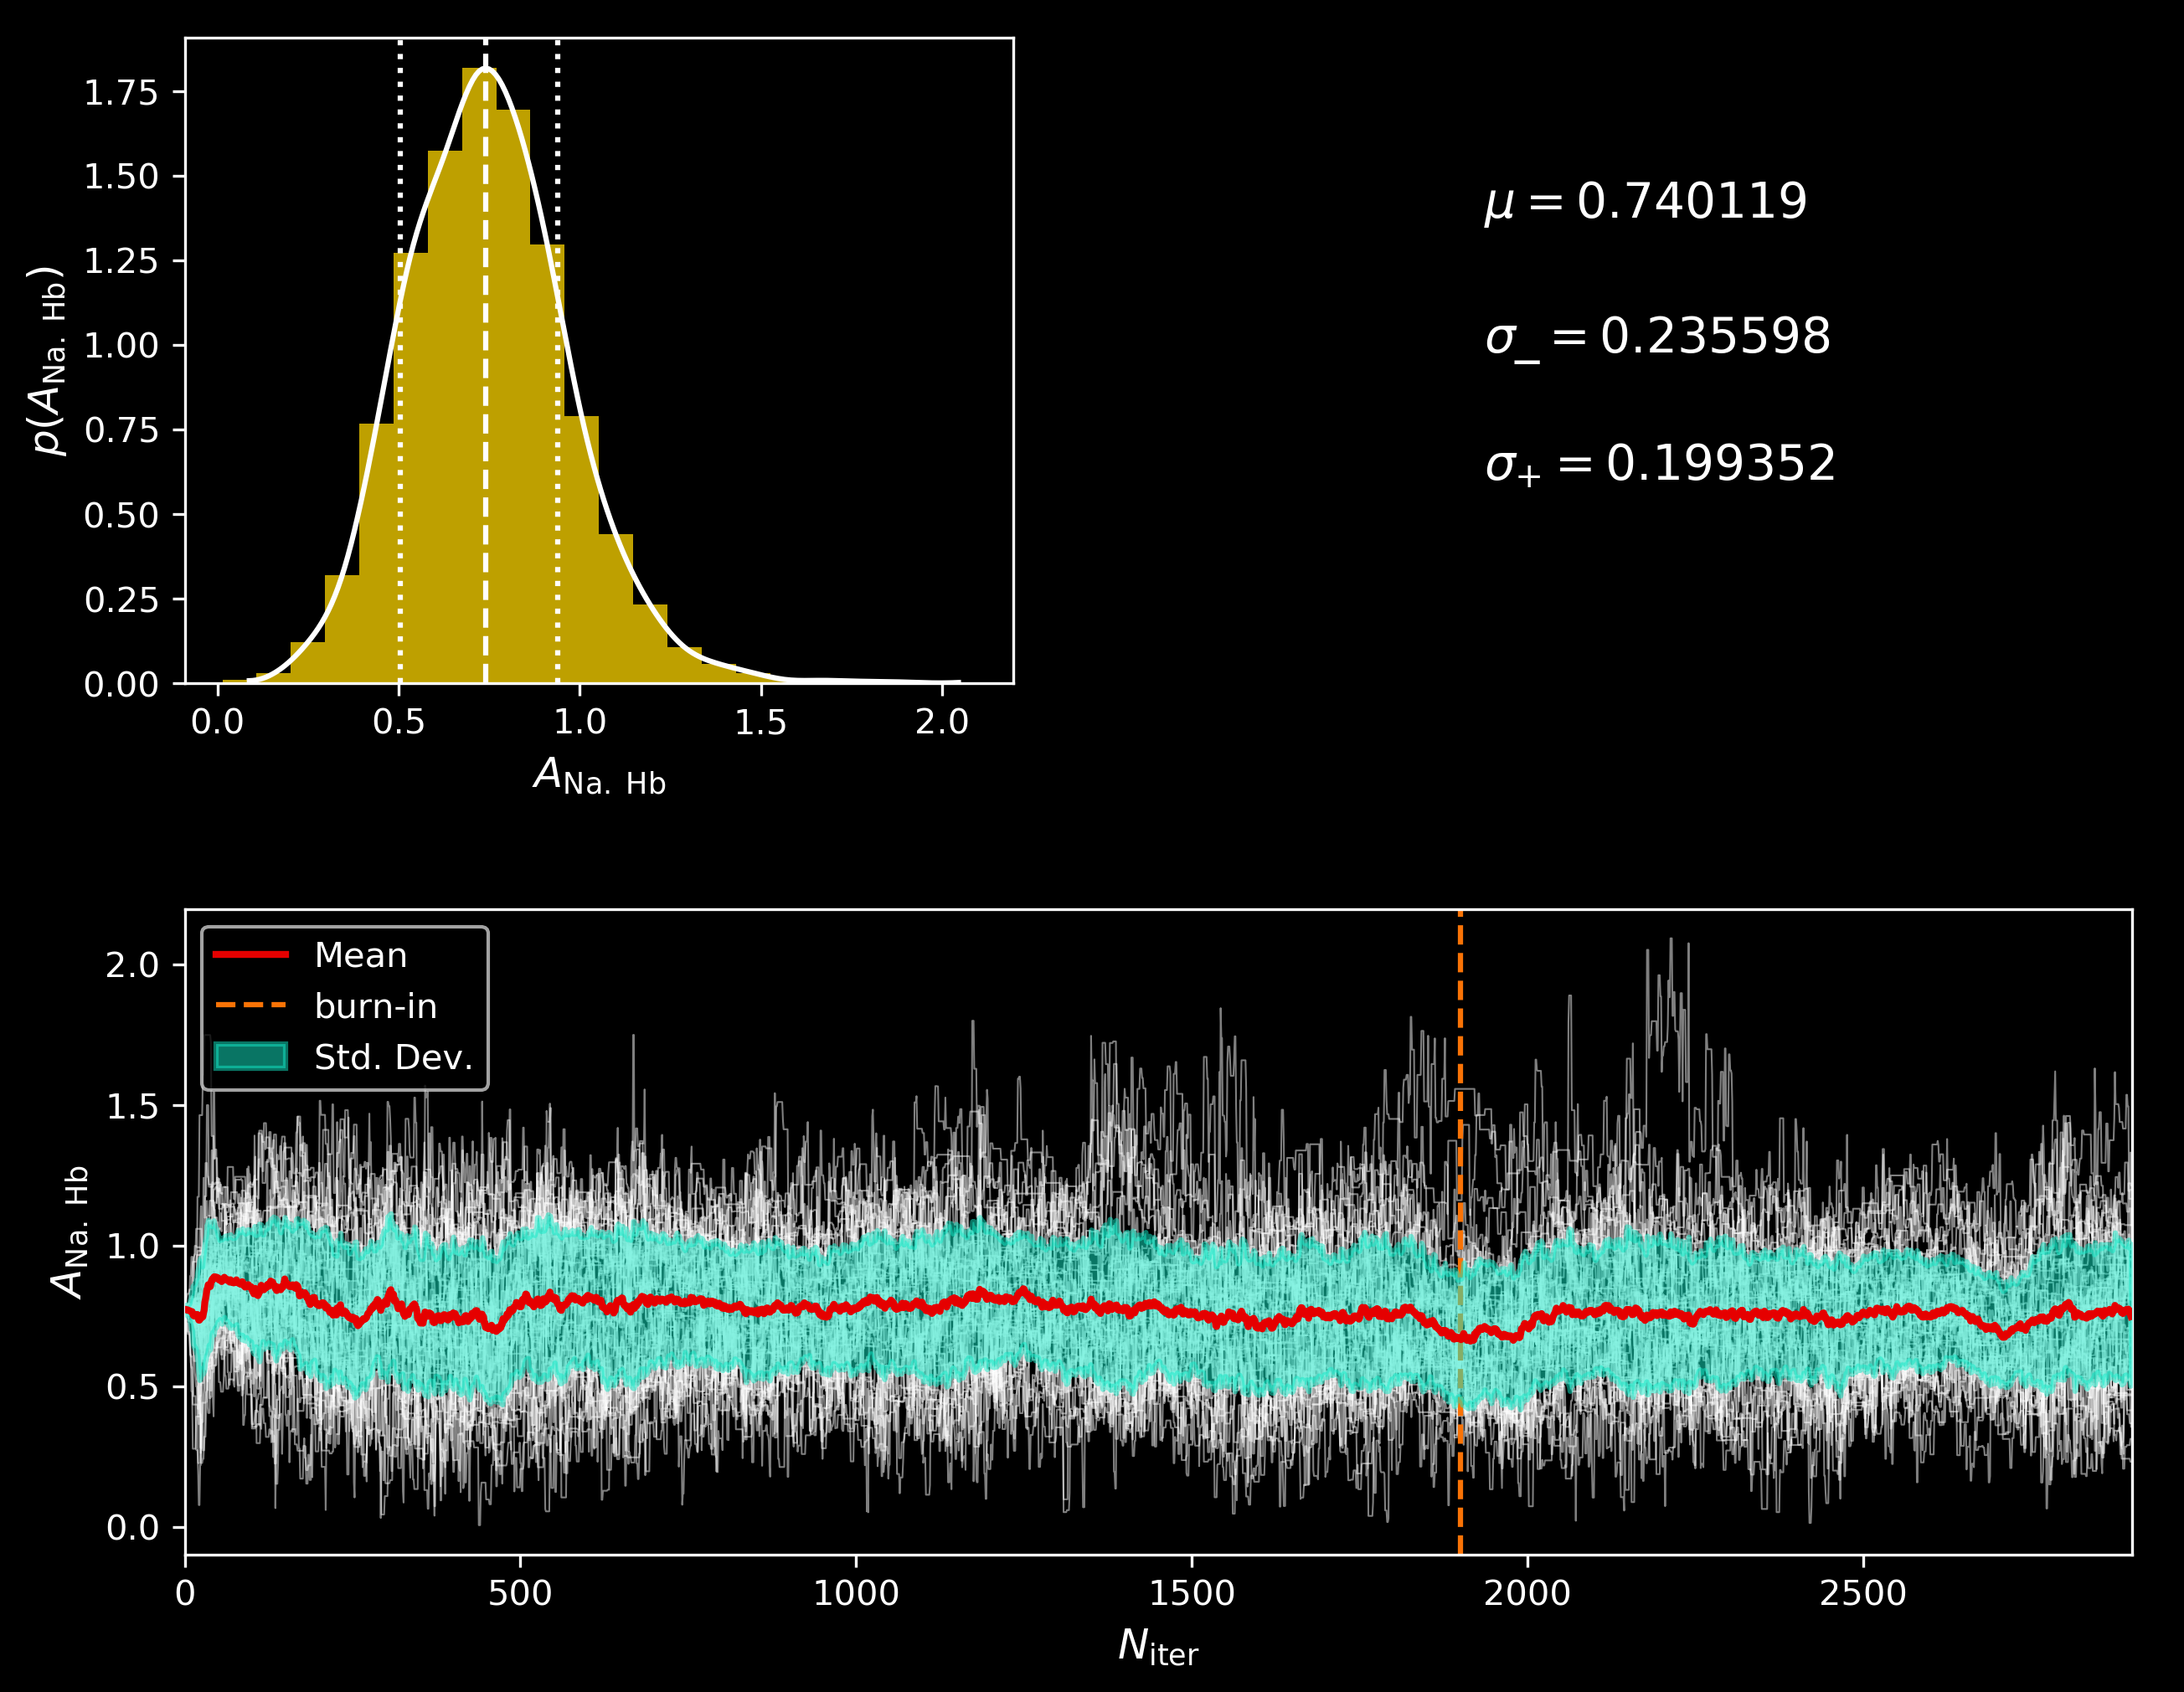 1.75
1.50
1.25
1.00
0.75
0.50
0.25
0.00
p(A_Na. Hb)
0.0 0.5 1.0 1.5 2.0
A_Na. Hb
μ = 0.740119
σ_− = 0.235598
σ_+ = 0.199352
Mean
burn-in
Std. Dev.
2.0
1.5
1.0
0.5
0.0
A_Na. Hb
0 500 1000 1500 2000 2500
N_iter